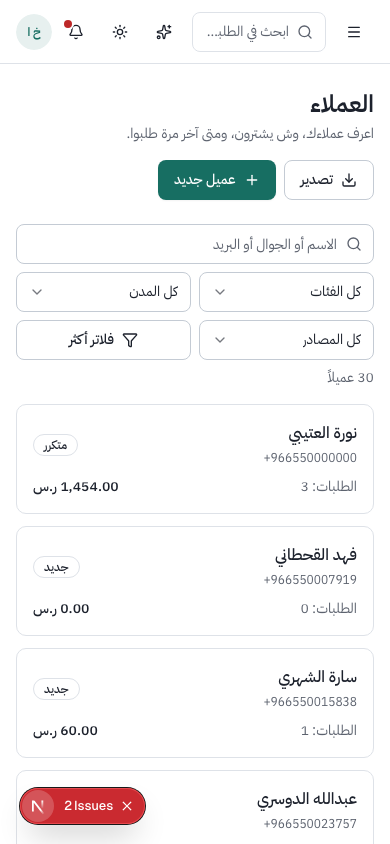 ابحث في الطلبـ...
خ ا
العملاء
اعرف عملاءك، وش يشترون، ومتى آخر مرة طلبوا.
تصدير
عميل جديد
الاسم أو الجوال أو البريد
كل الفئات
كل المدن
كل المصادر
فلاتر أكثر
30 عميلاً
نورة العتيبي
متكرر
+966550000000
الطلبات: 3
1,454.00 ر.س
فهد القحطاني
جديد
+966550007919
الطلبات: 0
0.00 ر.س
سارة الشهري
جديد
+966550015838
الطلبات: 1
60.00 ر.س
عبدالله الدوسري
+966550023757
N 2 Issues